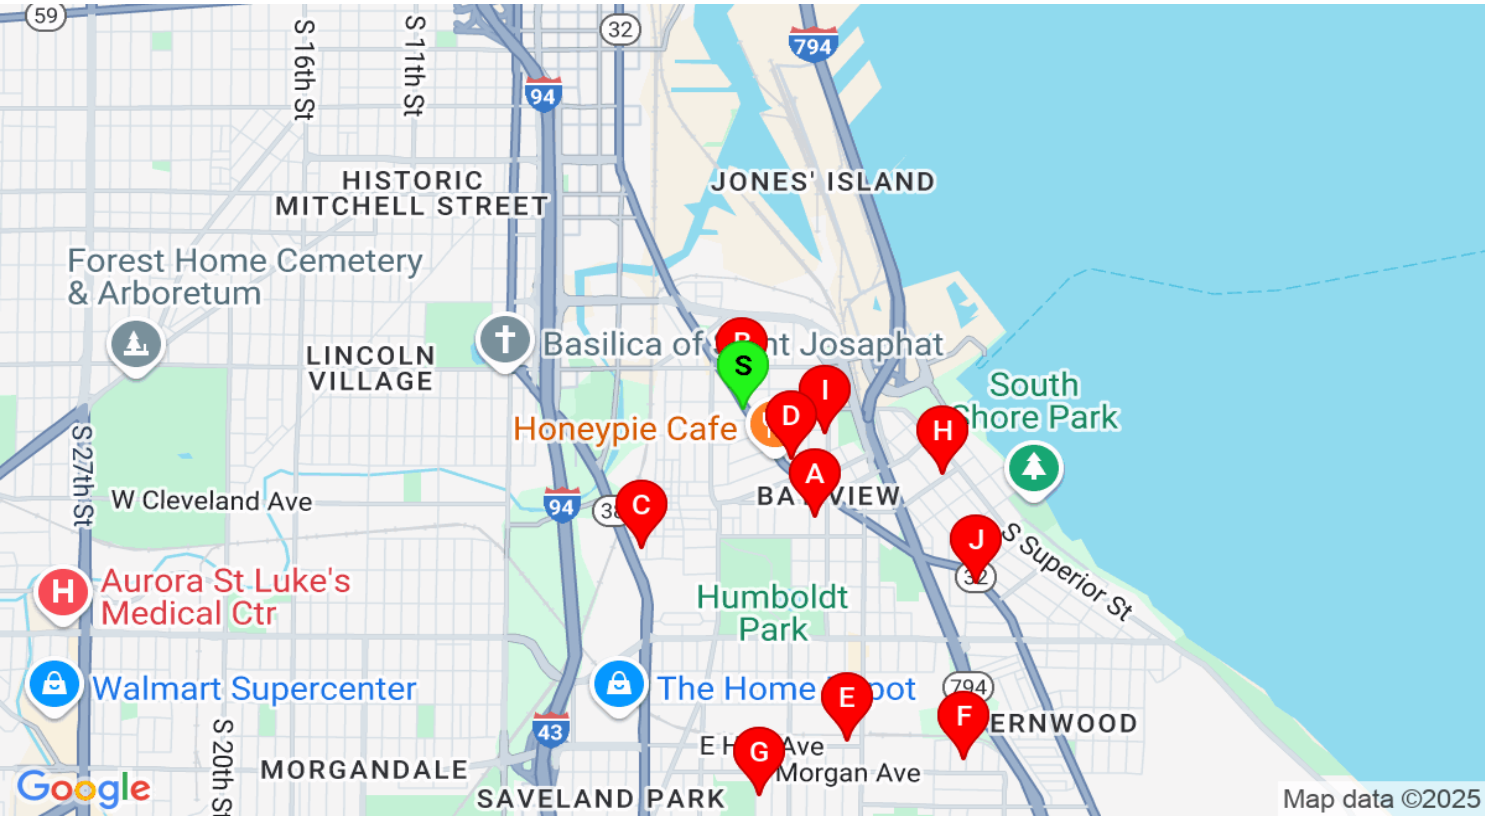 59
S 16th St
S 11th St
32
794
94
HISTORIC
MITCHELL STREET
JONES' ISLAND
Forest Home Cemetery
& Arboretum
B
Basilica of Josaphat
S
LINCOLN
VILLAGE
I
South
Shore Park
Honeypie Cafe
D
H
S 27th St
W Cleveland Ave
94
C
A
BAY VIEW
J
32
S Superior St
H
Aurora St Luke's
Medical Ctr
Humboldt
Park
Walmart Supercenter
The Home
E
794
F
43
S 20th St
E Ave
G
Morgan Ave
MORGANDALE
SAVELAND PARK
Google
Map data ©2025